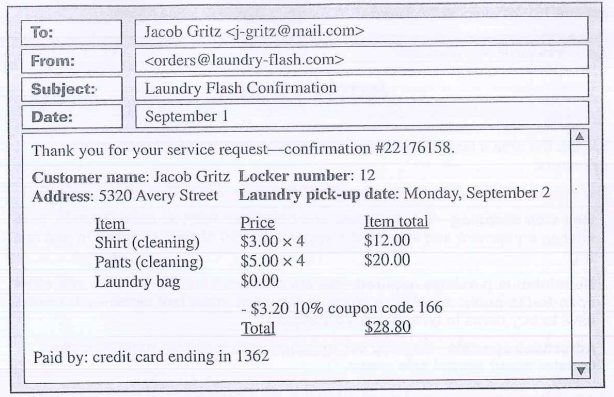 To: Jacob Gritz <j-gritz@mail.com>
From: <orders@laundry-flash.com>
Subject: Laundry Flash Confirmation
Date: September 1
Thank you for your service request—confirmation #22176158.
Customer name: Jacob Gritz Locker number: 12
Address: 5320 Avery Street Laundry pick-up date: Monday, September 2
Item Price Item total
Shirt (cleaning) $3.00 × 4 $12.00
Pants (cleaning) $5.00 × 4 $20.00
Laundry bag $0.00
- $3.20 10% coupon code 166
Total $28.80
Paid by: credit card ending in 1362